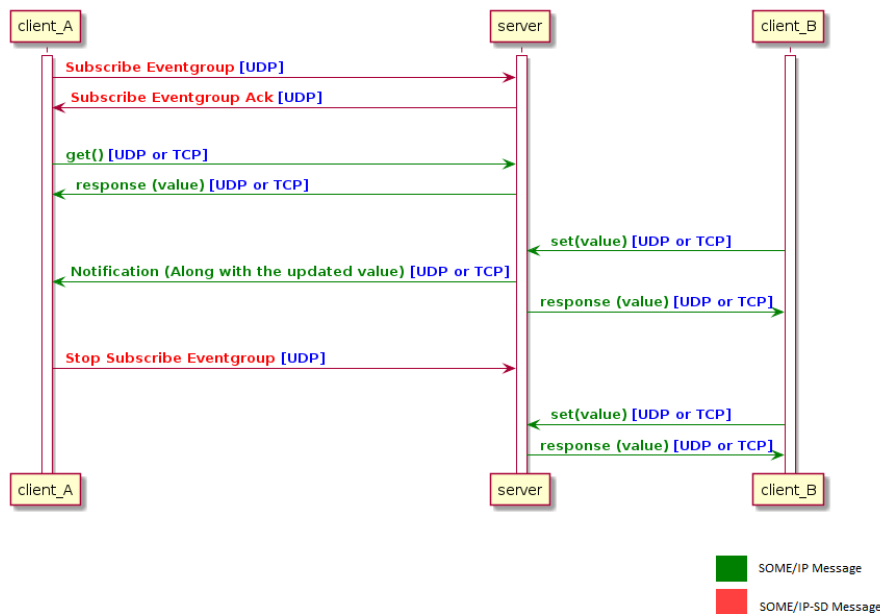 client_A server client_B
Subscribe Eventgroup [UDP]
Subscribe Eventgroup Ack [UDP]
get() [UDP or TCP]
response (value) [UDP or TCP]
set(value) [UDP or TCP]
Notification (Along with the updated value) [UDP or TCP]
response (value) [UDP or TCP]
Stop Subscribe Eventgroup [UDP]
set(value) [UDP or TCP]
response (value) [UDP or TCP]
client_A server client_B
SOME/IP Message
SOME/IP-SD Message